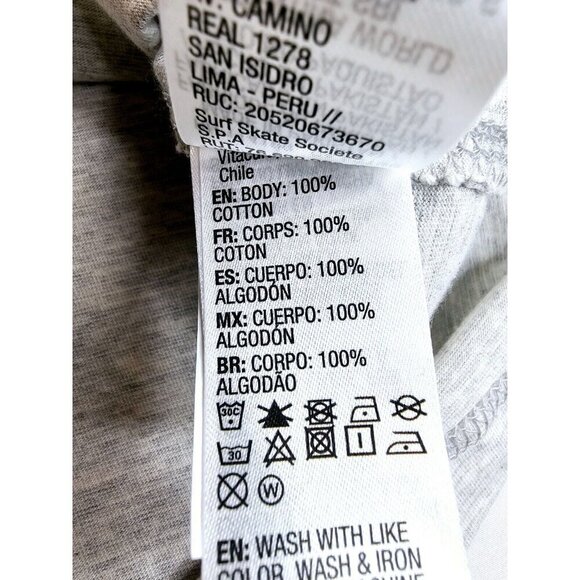 AV. CAMINO
REAL 1278
SAN ISIDRO
LIMA - PERU //
RUC: 20520673670
Surf Skate Societe
S.P.A
Chile
EN: BODY: 100%
COTTON
FR: CORPS: 100%
COTON
ES: CUERPO: 100%
ALGODÓN
MX: CUERPO: 100%
ALGODÓN
BR: CORPO: 100%
ALGODÃO
30C
30
W
EN: WASH WITH LIKE
COLOR, WASH & IRON